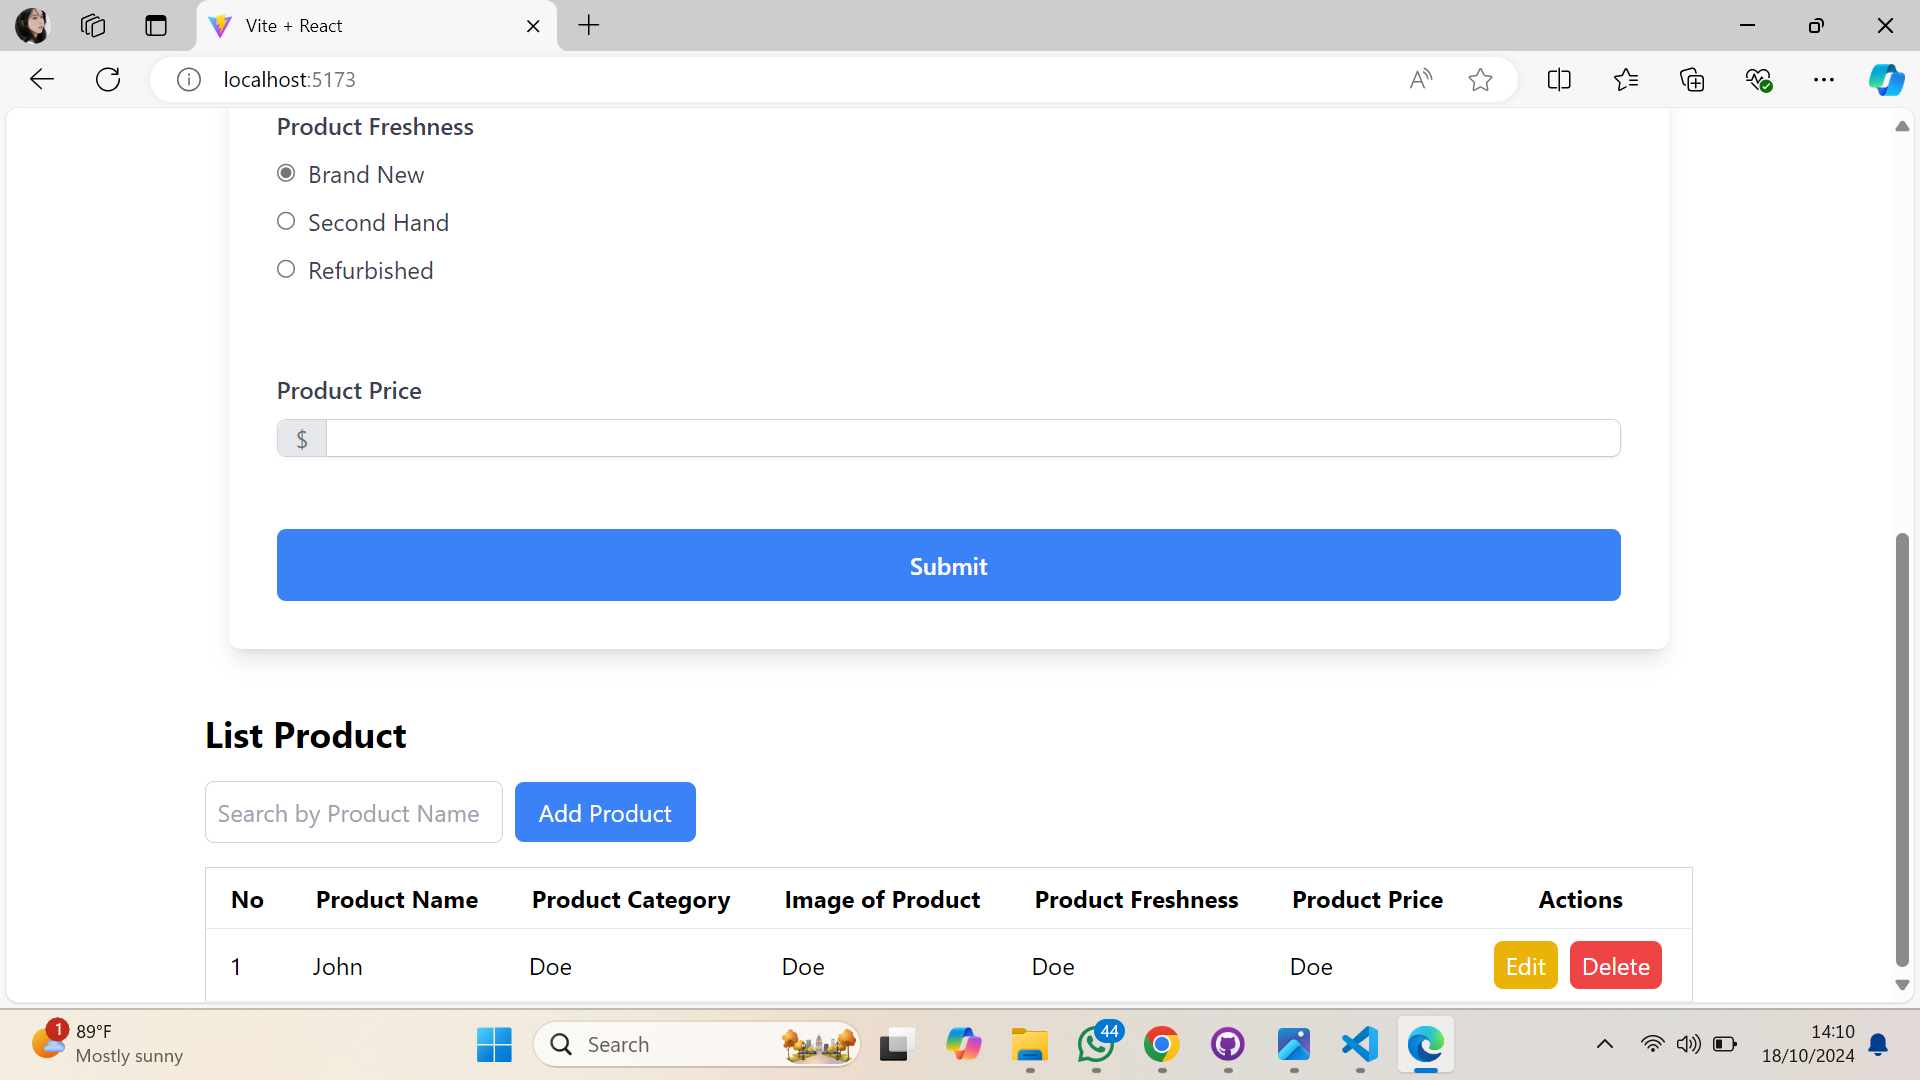 Vite + React
localhost:5173
Product Freshness
Brand New
Second Hand
Refurbished
Product Price
$
Submit
List Product
Search by Product Name
Add Product
No Product Name Product Category Image of Product Product Freshness Product Price Actions
1 John Doe Doe Doe Doe Edit Delete
1
89°F
Mostly sunny
Search
44
14:10
18/10/2024